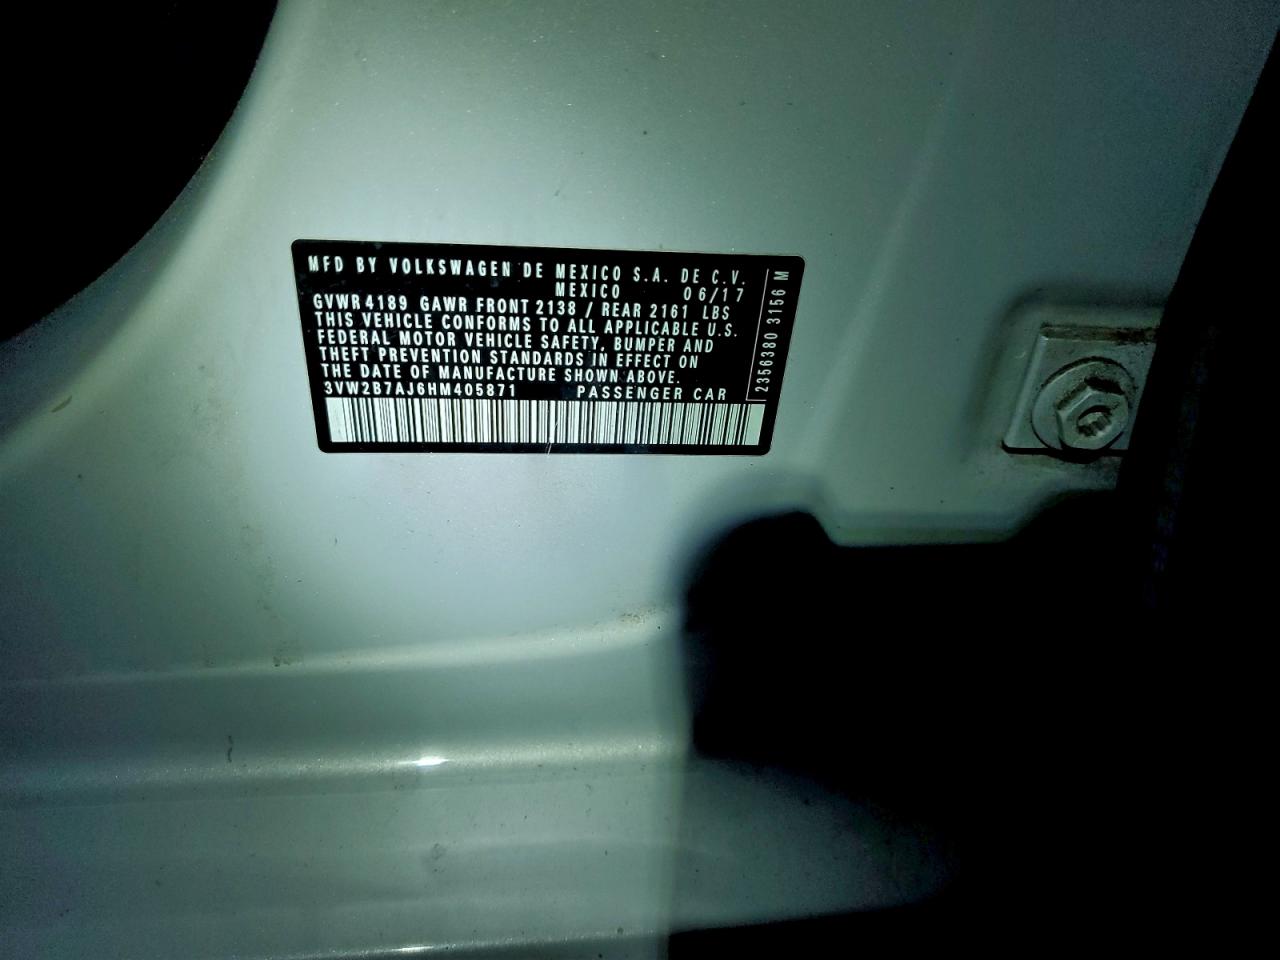 MFD BY VOLKSWAGEN DE MEXICO S.A. DE C.V.
MEXICO 06/17
GVWR 4189 GAWR FRONT 2138 / REAR 2161 LBS
THIS VEHICLE CONFORMS TO ALL APPLICABLE U.S.
FEDERAL MOTOR VEHICLE SAFETY, BUMPER AND
THEFT PREVENTION STANDARDS IN EFFECT ON
THE DATE OF MANUFACTURE SHOWN ABOVE.
3VW2B7AJ6HM405871 PASSENGER CAR
2356380 3156 M